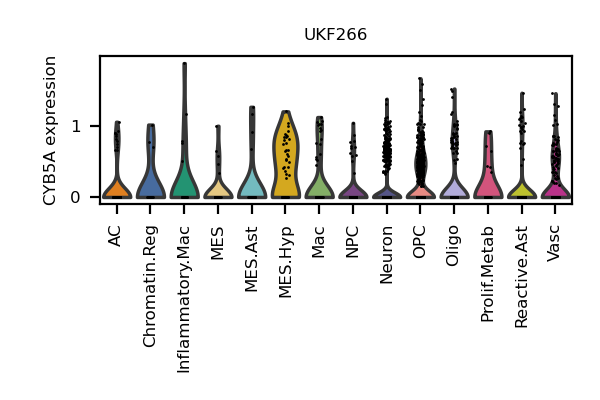 UKF266
CYB5A expression
1
0
AC
Chromatin.Reg
Inflammatory.Mac
MES
MES.Ast
MES.Hyp
Mac
NPC
Neuron
OPC
Oligo
Prolif.Metab
Reactive.Ast
Vasc